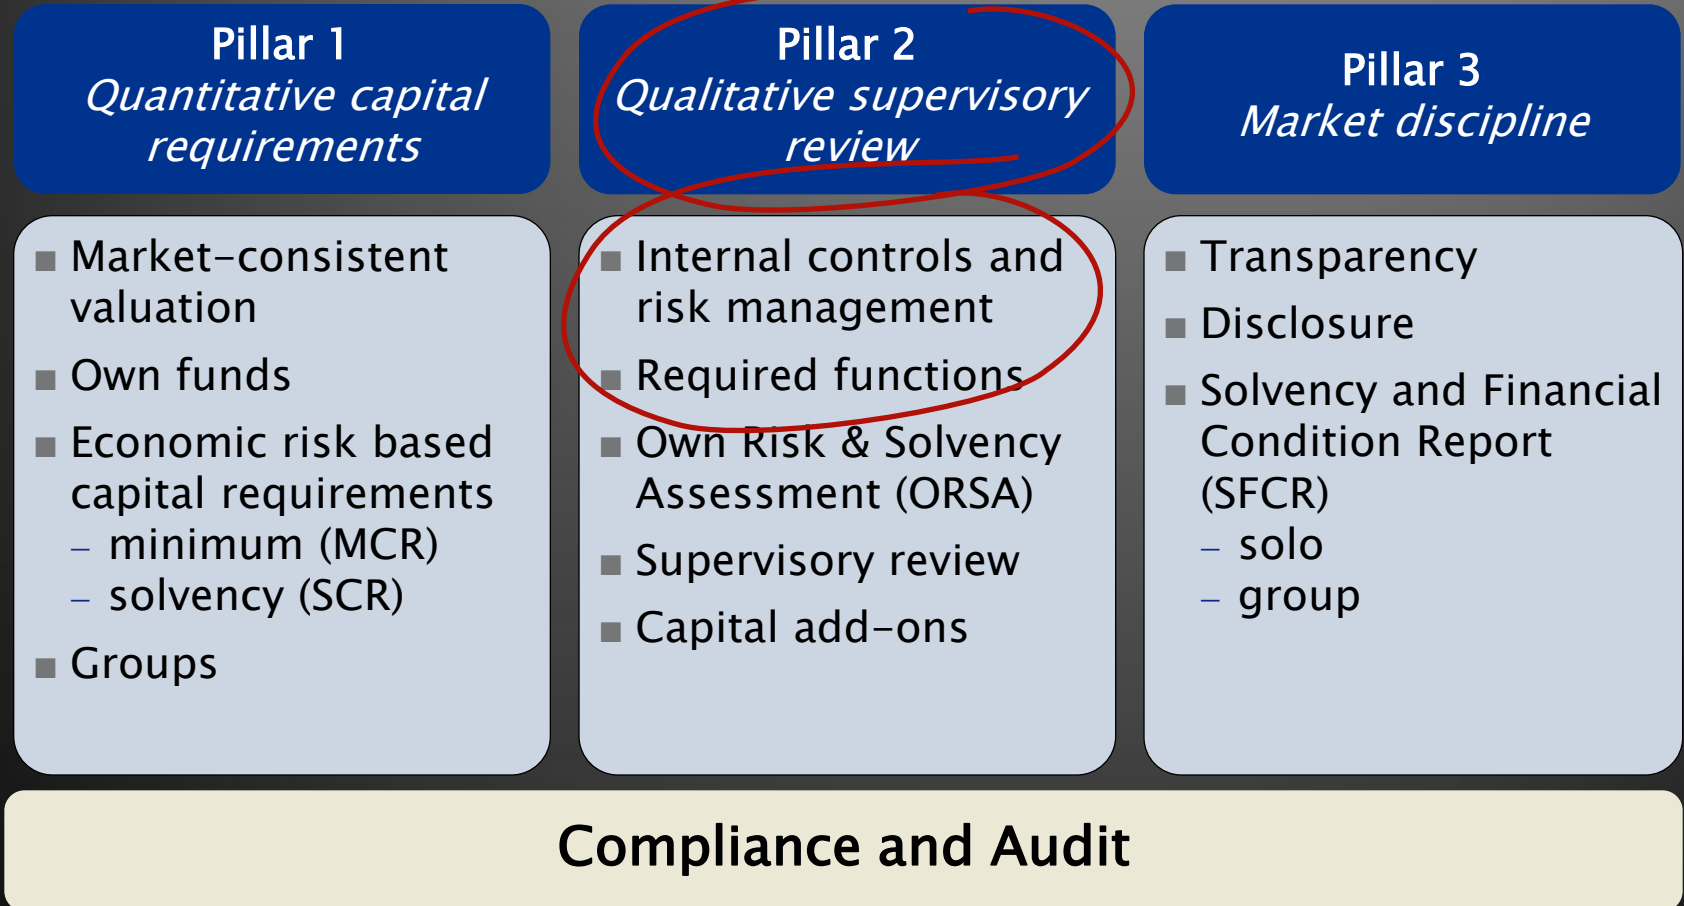 Pillar 1
Quantitative capital
requirements
Market-consistent
valuation
Own funds
Economic risk based
capital requirements
– minimum (MCR)
– solvency (SCR)
Groups
Pillar 2
Qualitative supervisory
review
Internal controls and
risk management
Required functions
Own Risk & Solvency
Assessment (ORSA)
Supervisory review
Capital add-ons
Pillar 3
Market discipline
Transparency
Disclosure
Solvency and Financial
Condition Report
(SFCR)
– solo
– group
Compliance and Audit